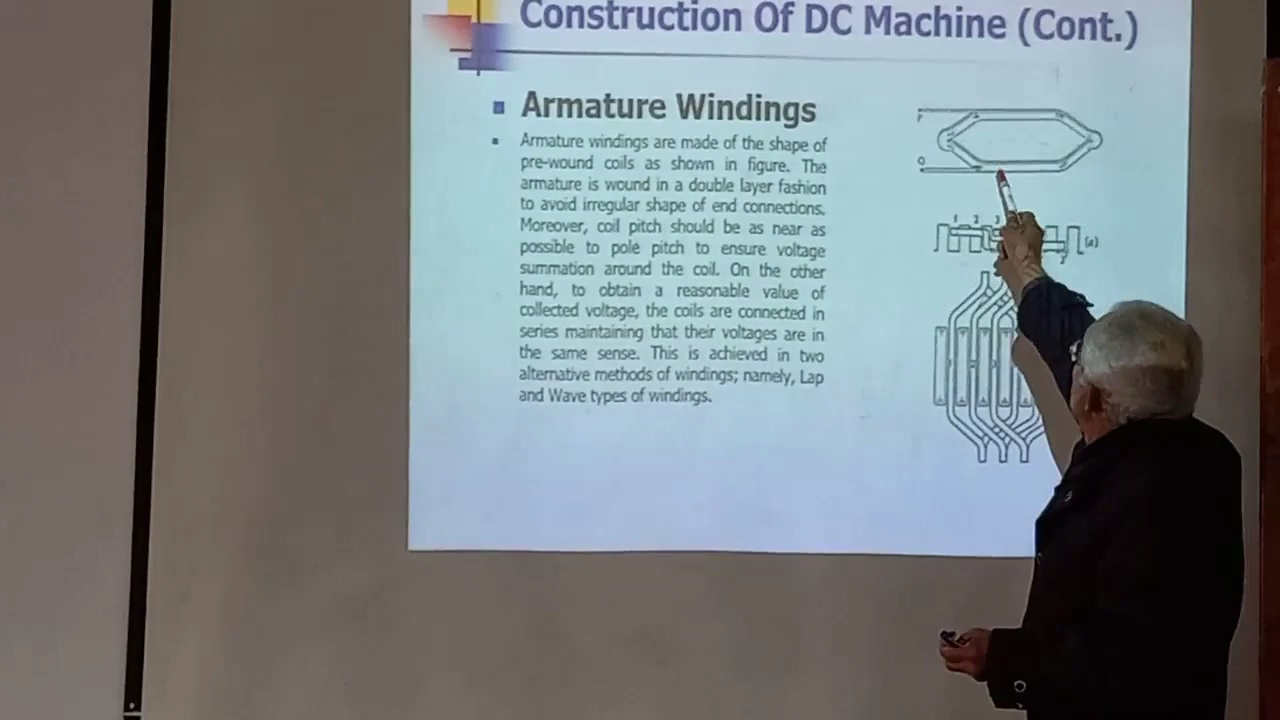 Construction Of DC Machine (Cont.)
Armature Windings
Armature windings are made of the shape of
pre-wound coils as shown in figure. The
armature is wound in a double layer fashion
to avoid irregular shape of end connections.
Moreover, coil pitch should be as near as
possible to pole pitch to ensure voltage
summation around the coil. On the other
hand, to obtain a reasonable value of
collected voltage, the coils are connected in
series maintaining that their voltages are in
the same sense. This is achieved in two
alternative methods of windings; namely, Lap
and Wave types of windings.
1 2 3
(a)